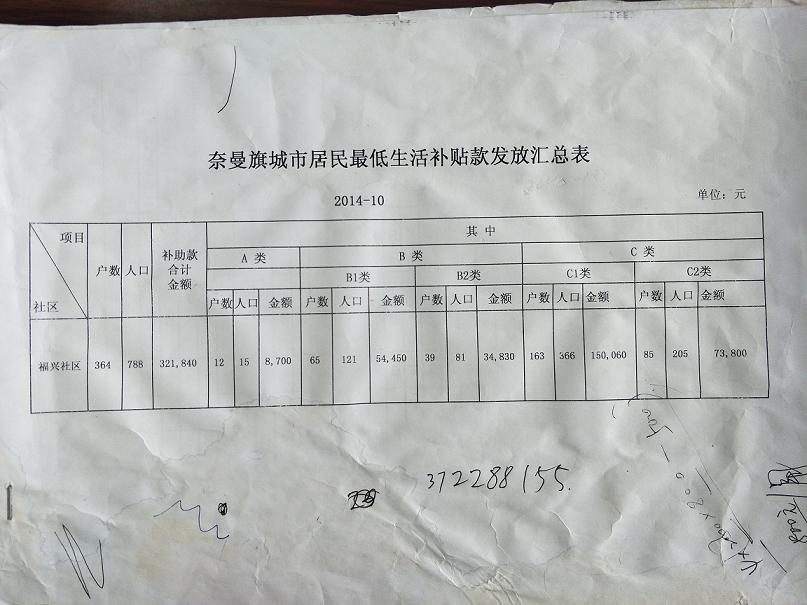 奈曼旗城市居民最低生活补贴款发放汇总表
2014-10 单位：元
项目 社区 户数 人口 补助款合计金额 其中
A 类 B 类 C 类
B1类 B2类 C1类 C2类
户数 人口 金额 户数 人口 金额 户数 人口 金额 户数 人口 金额 户数 人口 金额
福兴社区 364 788 321,840 12 15 8,700 65 121 54,450 39 81 34,830 163 366 150,060 85 205 73,800
372288155.